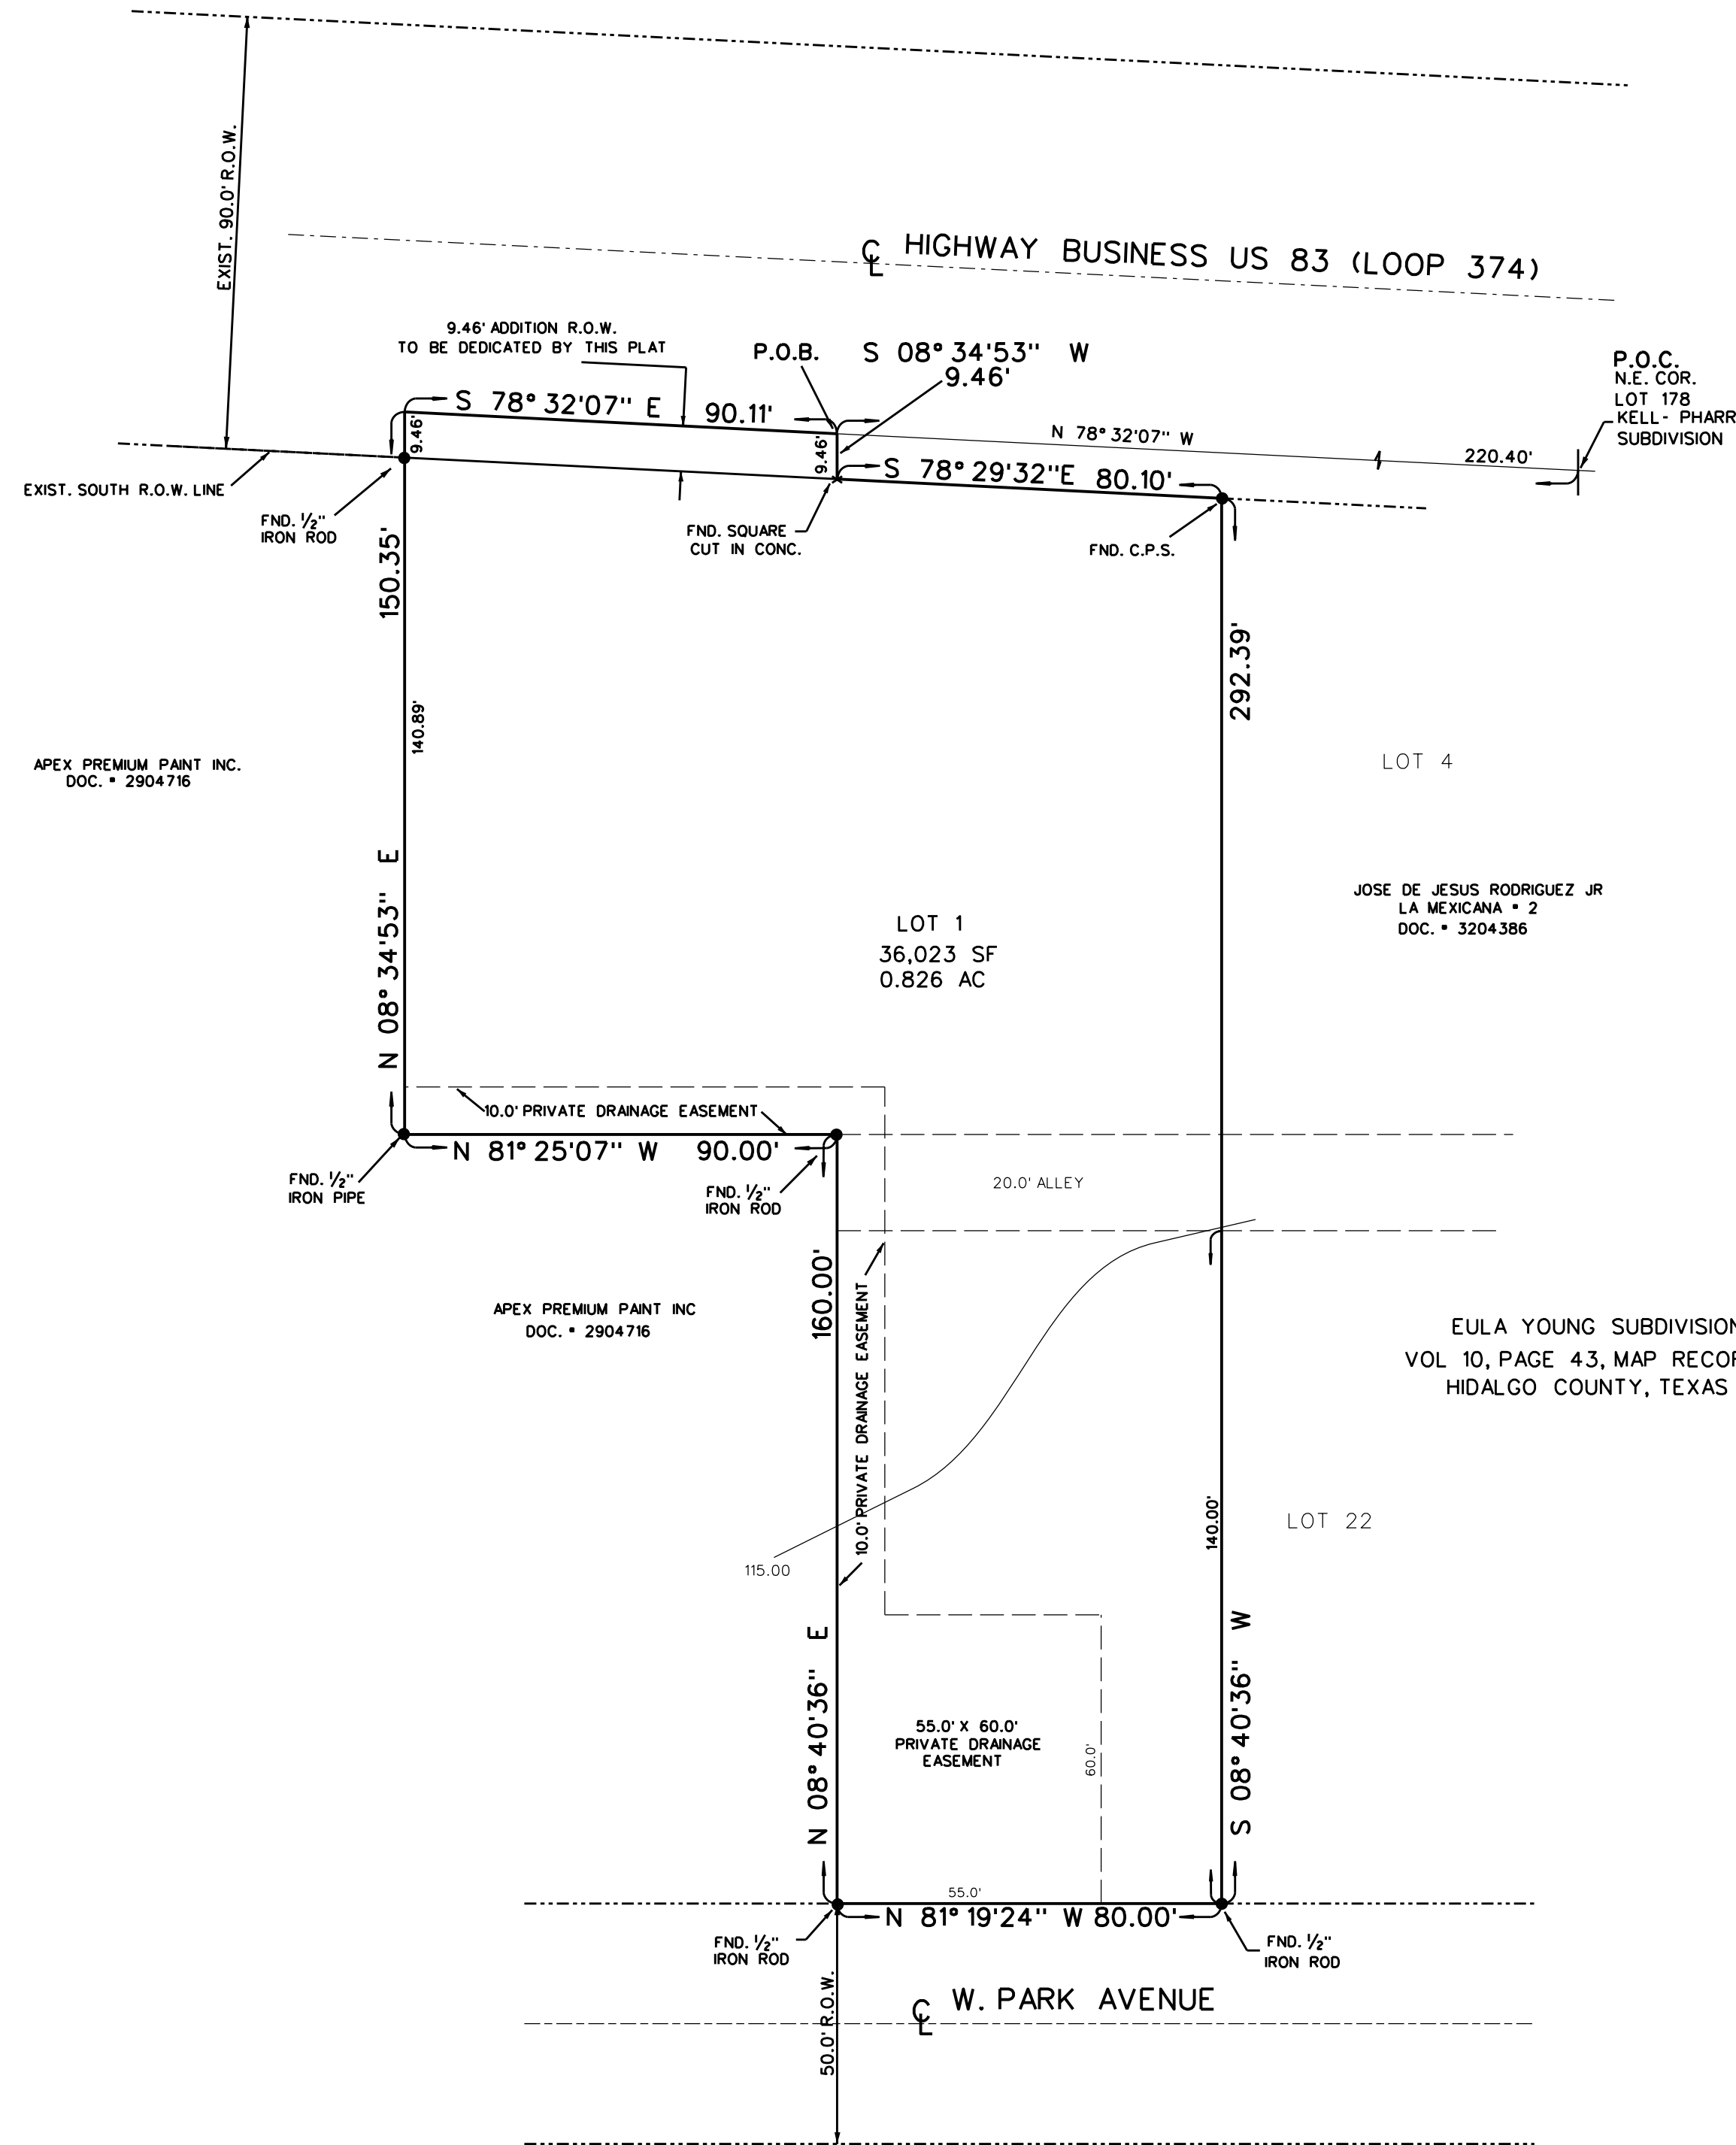 EXIST. 90.0' R.O.W.
℄ HIGHWAY BUSINESS US 83 (LOOP 374)
9.46' ADDITION R.O.W.
TO BE DEDICATED BY THIS PLAT
P.O.B.
S 08° 34'53" W
9.46'
P.O.C.
N.E. COR.
LOT 178
KELL- PHARR
SUBDIVISION
S 78° 32'07" E 90.11'
9.46'
9.46'
N 78° 32'07" W
220.40'
S 78° 29'32"E 80.10'
EXIST. SOUTH R.O.W. LINE
FND. 1/2"
IRON ROD
FND. SQUARE
CUT IN CONC.
FND. C.P.S.
150.35'
292.39'
140.89'
APEX PREMIUM PAINT INC.
DOC. # 2904716
LOT 4
N 08° 34'53" E
JOSE DE JESUS RODRIGUEZ JR
LA MEXICANA # 2
DOC. # 3204386
LOT 1
36,023 SF
0.826 AC
10.0' PRIVATE DRAINAGE EASEMENT
N 81° 25'07" W 90.00'
FND. 1/2"
IRON PIPE
FND. 1/2"
IRON ROD
20.0' ALLEY
160.00'
10.0' PRIVATE DRAINAGE EASEMENT
APEX PREMIUM PAINT INC
DOC. # 2904716
EULA YOUNG SUBDIVISION
VOL 10, PAGE 43, MAP RECOR
HIDALGO COUNTY, TEXAS
140.00'
LOT 22
115.00
N 08° 40'36" E
S 08° 40'36" W
55.0' X 60.0'
PRIVATE DRAINAGE
EASEMENT
60.0'
55.0'
N 81° 19'24" W 80.00'
FND. 1/2"
IRON ROD
FND. 1/2"
IRON ROD
50.0' R.O.W.
℄ W. PARK AVENUE